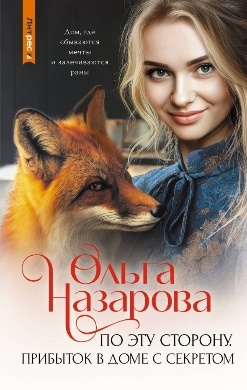 ЛитРес:
Дом, где
сбываются
мечты
и залечиваются
раны
Ольга
Назарова
ПО ЭТУ СТОРОНУ.
ПРИБЫТОК В ДОМЕ С СЕКРЕТОМ